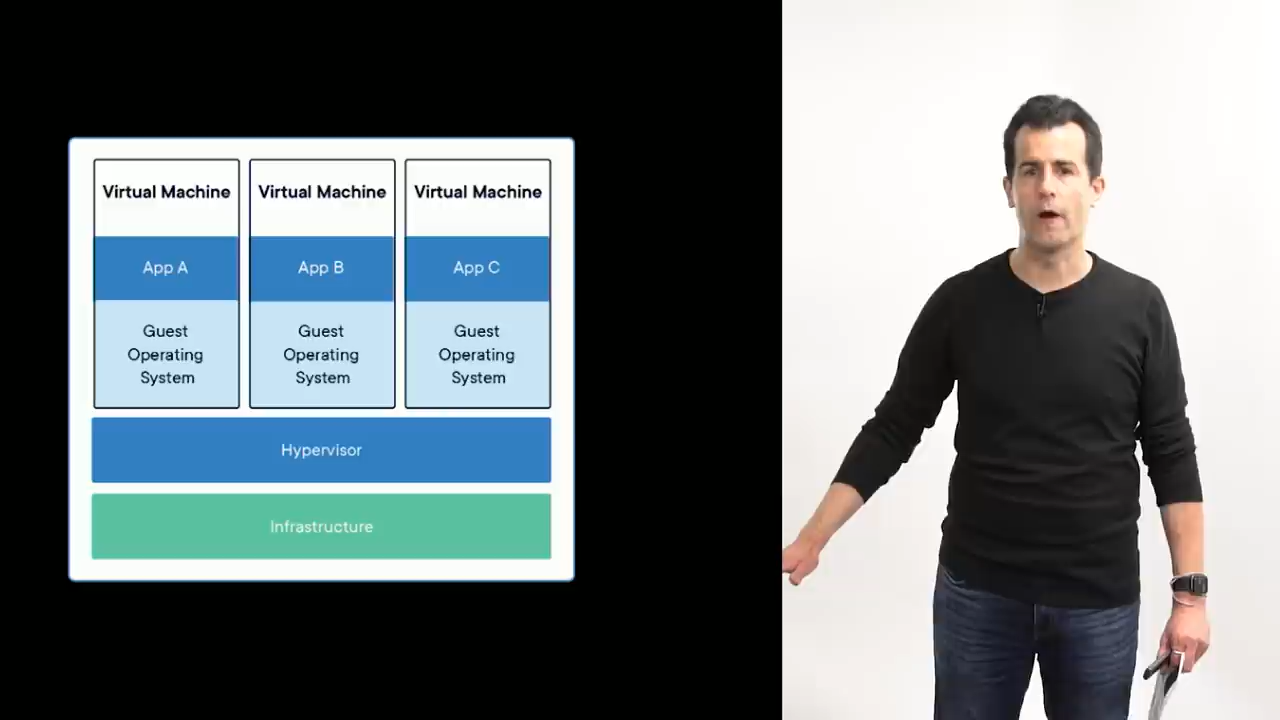 Virtual Machine
Virtual Machine
Virtual Machine
App A
App B
App C
Guest
Operating
System
Guest
Operating
System
Guest
Operating
System
Hypervisor
Infrastructure